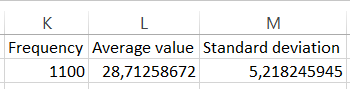 K L M
Frequency Average value Standard deviation
1100 28,71258672 5,218245945